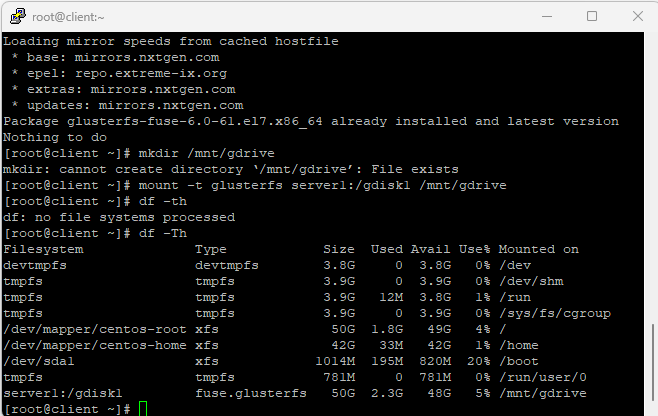 root@client:~
Loading mirror speeds from cached hostfile
 * base: mirrors.nxtgen.com
 * epel: repo.extreme-ix.org
 * extras: mirrors.nxtgen.com
 * updates: mirrors.nxtgen.com
Package glusterfs-fuse-6.0-61.el7.x86_64 already installed and latest version
Nothing to do
[root@client ~]# mkdir /mnt/gdrive
mkdir: cannot create directory ‘/mnt/gdrive’: File exists
[root@client ~]# mount -t glusterfs server1:/gdisk1 /mnt/gdrive
[root@client ~]# df -th
df: no file systems processed
[root@client ~]# df -Th
Filesystem              Type            Size  Used Avail Use% Mounted on
devtmpfs                devtmpfs        3.8G     0  3.8G   0% /dev
tmpfs                   tmpfs           3.9G     0  3.9G   0% /dev/shm
tmpfs                   tmpfs           3.9G   12M  3.8G   1% /run
tmpfs                   tmpfs           3.9G     0  3.9G   0% /sys/fs/cgroup
/dev/mapper/centos-root xfs              50G  1.8G   49G   4% /
/dev/mapper/centos-home xfs              42G   33M   42G   1% /home
/dev/sda1               xfs            1014M  195M  820M  20% /boot
tmpfs                   tmpfs           781M     0  781M   0% /run/user/0
server1:/gdisk1         fuse.glusterfs   50G  2.3G   48G   5% /mnt/gdrive
[root@client ~]#